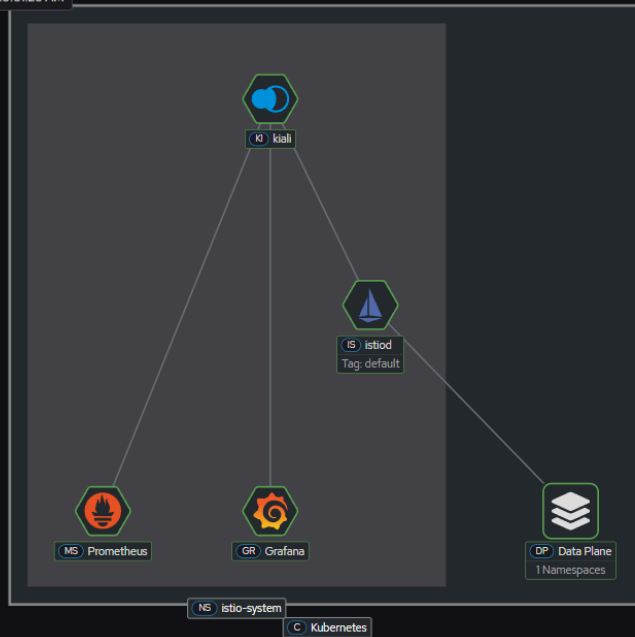 KI kiali
IS istiod
Tag: default
MS Prometheus
GR Grafana
DP Data Plane
1 Namespaces
NS istio-system
C Kubernetes